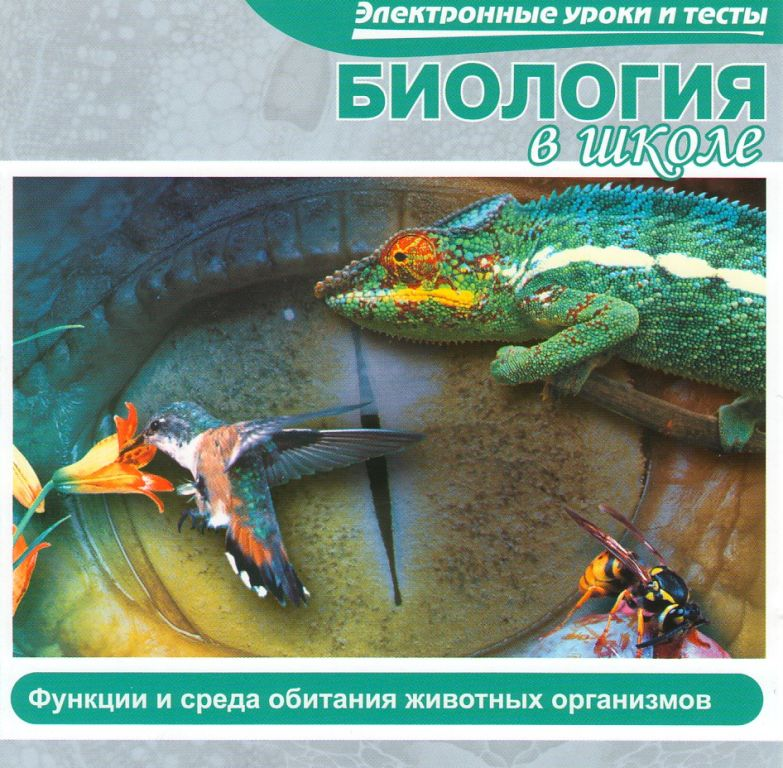 Электронные уроки и тесты
БИОЛОГИЯ
в школе
Функции и среда обитания животных организмов